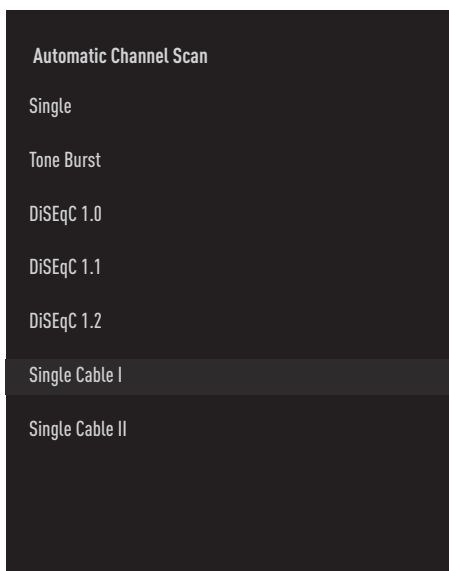 Automatic Channel Scan
Single
Tone Burst
DiSEqC 1.0
DiSEqC 1.1
DiSEqC 1.2
Single Cable I
Single Cable II